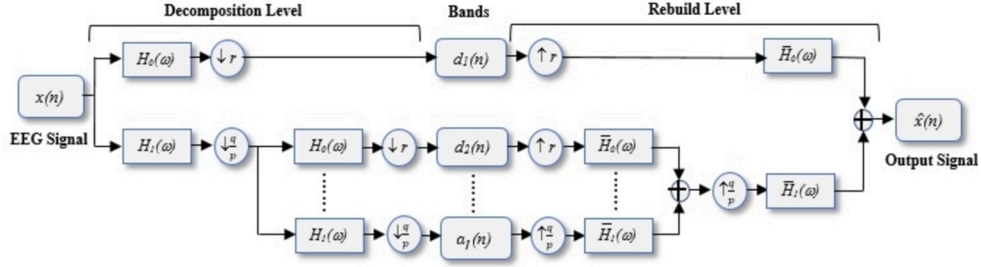 Decomposition Level Bands Rebuild Level
H₀(ω) ↓r d₁(n) ↑r H̅₀(ω)
x(n) x̂(n)
EEG Signal Output Signal
H₁(ω) ↓q/p H₀(ω) ↓r d₂(n) ↑r H̅₀(ω)
+ ↑q/p H̅₁(ω) +
H₁(ω) ↓q/p a_J(n) ↑q/p H̅₁(ω)